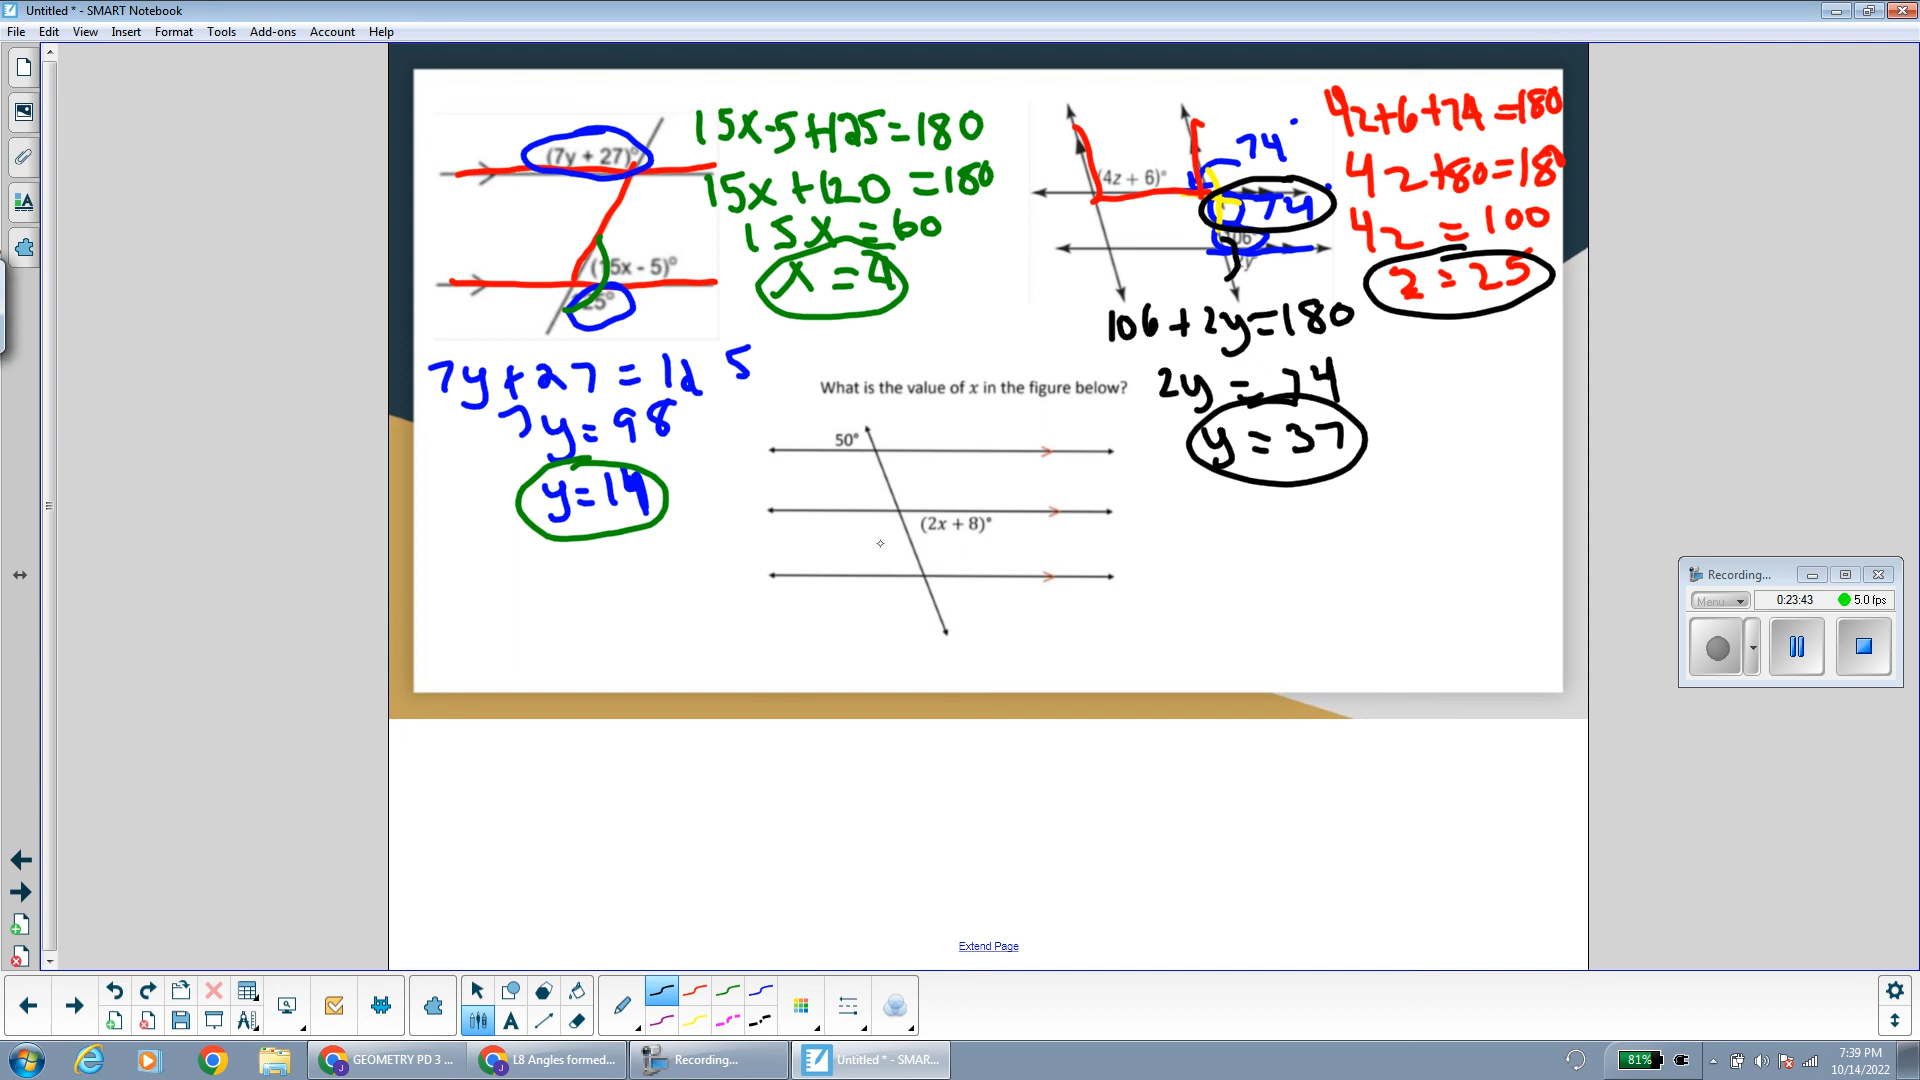 Untitled * - SMART Notebook
File Edit View Insert Format Tools Add-ons Account Help
(7y + 27)°
(15x - 5)°
15x-5+125=180
15x+120=180
15x=60
x=4
7y+27=125
7y=98
y=14
(4z + 6)°
74°
74
106°
4z+6+74=180
4z+80=180
4z=100
z=25
106+2y=180
2y=74
y=37
What is the value of x in the figure below?
50°
(2x + 8)°
Extend Page
Recording...
Menu
0:23:43
5.0 fps
GEOMETRY PD 3 ...
L8 Angles formed...
Recording...
Untitled * - SMAR...
81%
7:39 PM
10/14/2022